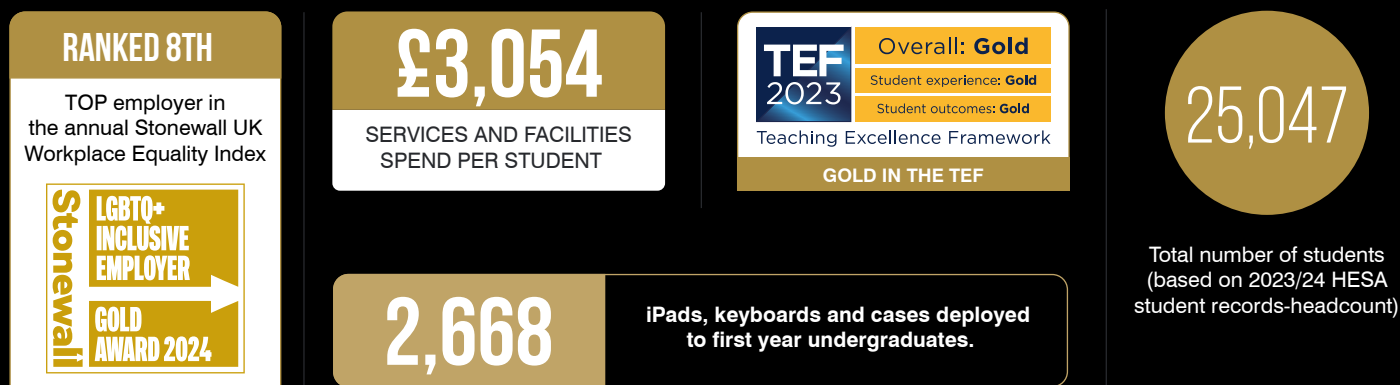 RANKED 8TH
TOP employer in
the annual Stonewall UK
Workplace Equality Index
Stonewall
LGBTQ+
INCLUSIVE
EMPLOYER
GOLD
AWARD 2024
£3,054
SERVICES AND FACILITIES
SPEND PER STUDENT
TEF
2023
Overall: Gold
Student experience: Gold
Student outcomes: Gold
Teaching Excellence Framework
GOLD IN THE TEF
2,668
iPads, keyboards and cases deployed
to first year undergraduates.
25,047
Total number of students
(based on 2023/24 HESA
student records-headcount)